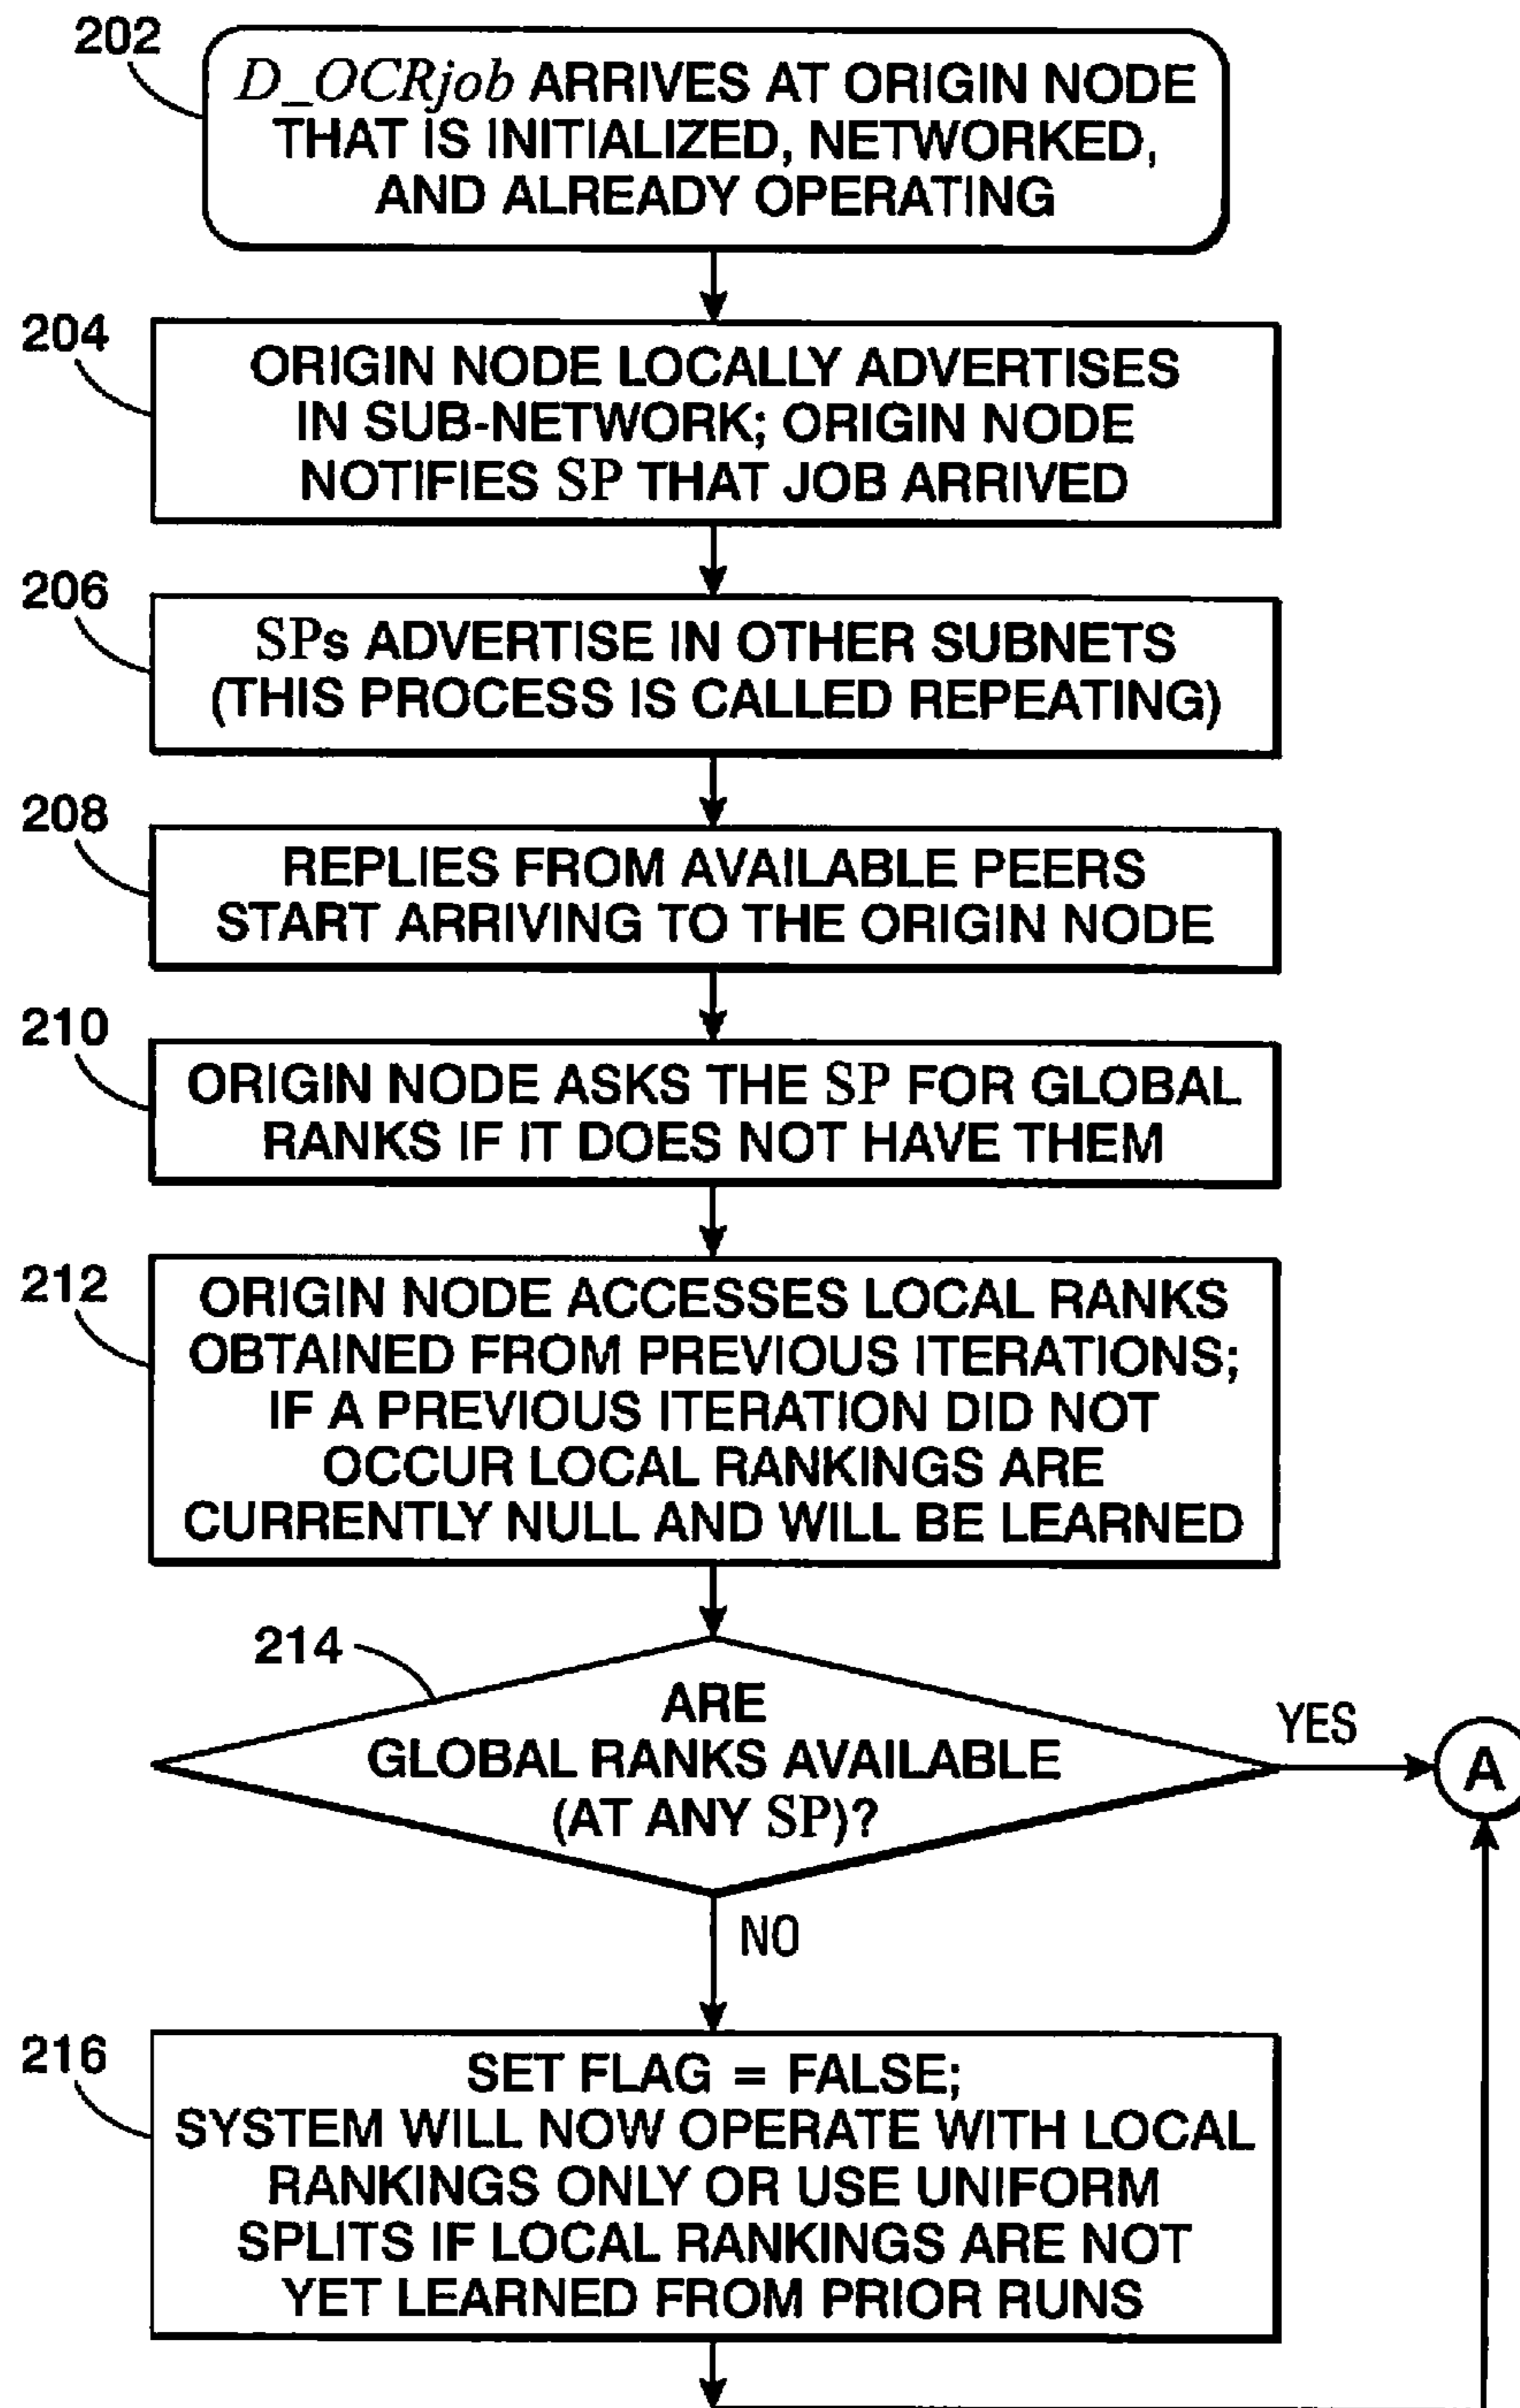 202
D_OCRjob ARRIVES AT ORIGIN NODE
THAT IS INITIALIZED, NETWORKED,
AND ALREADY OPERATING
204
ORIGIN NODE LOCALLY ADVERTISES
IN SUB-NETWORK; ORIGIN NODE
NOTIFIES SP THAT JOB ARRIVED
206
SPs ADVERTISE IN OTHER SUBNETS
(THIS PROCESS IS CALLED REPEATING)
208
REPLIES FROM AVAILABLE PEERS
START ARRIVING TO THE ORIGIN NODE
210
ORIGIN NODE ASKS THE SP FOR GLOBAL
RANKS IF IT DOES NOT HAVE THEM
212
ORIGIN NODE ACCESSES LOCAL RANKS
OBTAINED FROM PREVIOUS ITERATIONS;
IF A PREVIOUS ITERATION DID NOT
OCCUR LOCAL RANKINGS ARE
CURRENTLY NULL AND WILL BE LEARNED
214
ARE
GLOBAL RANKS AVAILABLE
(AT ANY SP)?
YES
A
NO
216
SET FLAG = FALSE;
SYSTEM WILL NOW OPERATE WITH LOCAL
RANKINGS ONLY OR USE UNIFORM
SPLITS IF LOCAL RANKINGS ARE NOT
YET LEARNED FROM PRIOR RUNS